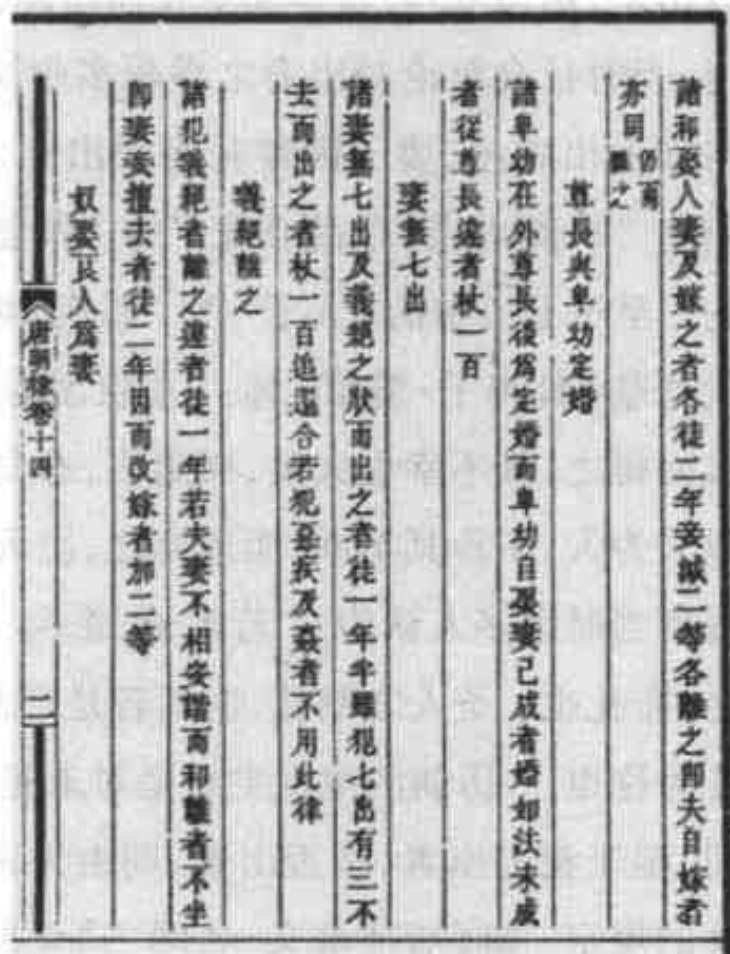 諸和娶人妻及嫁之者各徒二年妾減二等各離之卽夫自嫁者
亦同仍兩離之
尊長與卑幼定婚
諸卑幼在外尊長後爲定婚而卑幼自娶妻已成者婚如法未成
者從尊長違者杖一百
妻無七出
諸妻無七出及義絕之狀而出之者徒一年半雖犯七出有三不
去而出之者杖一百追還合若犯惡疾及姦者不用此律
義絕離之
諸犯義絕者離之違者徒一年若夫妻不相安諧而和離者不坐
卽妻妾擅去者徒二年因而改嫁者加二等
奴娶良人爲妻
唐明律卷十四
二